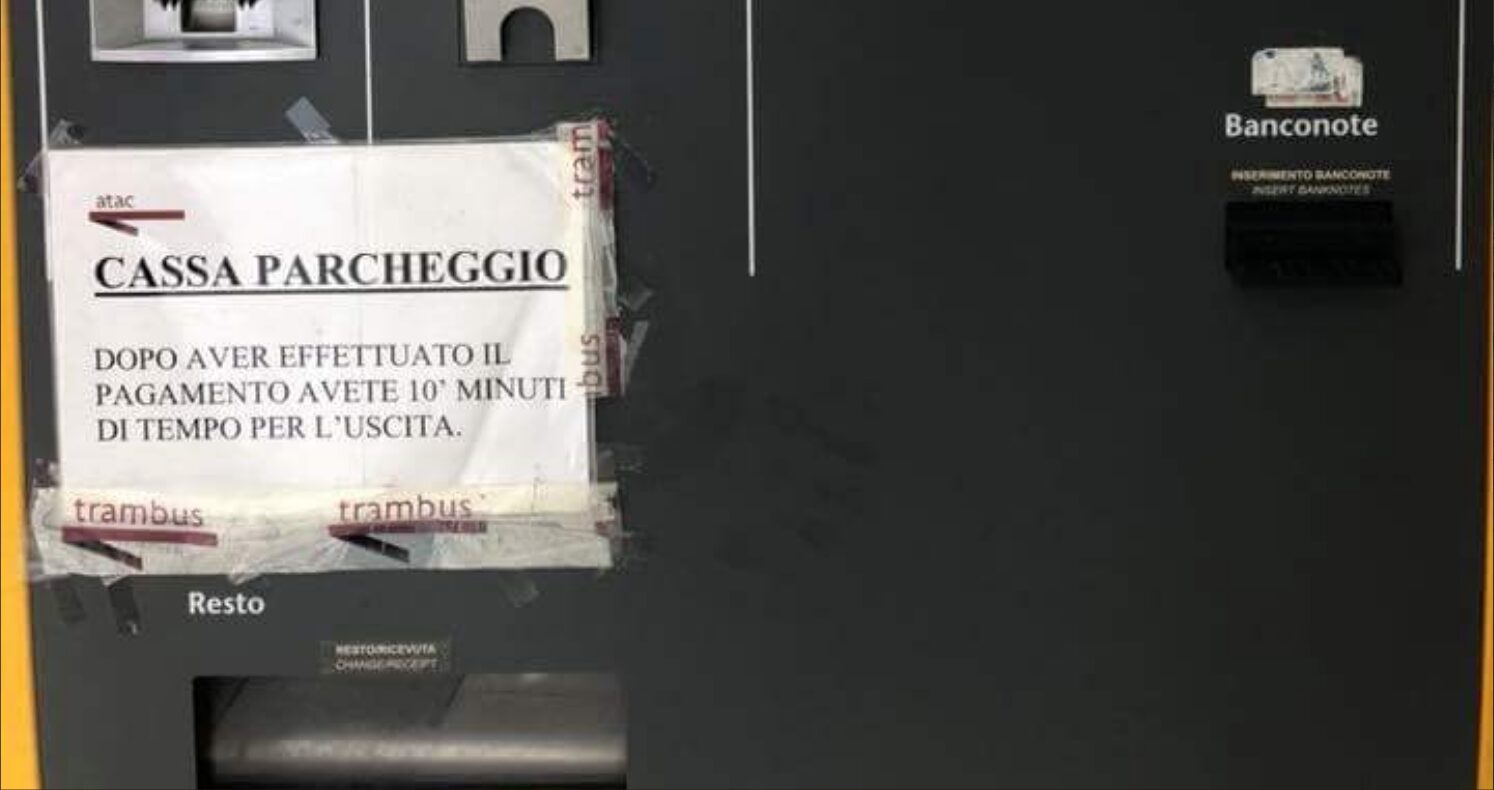 Banconote
INSERIMENTO BANCONOTE
INSERT BANKNOTES
atac
CASSA PARCHEGGIO
DOPO AVER EFFETTUATO IL
PAGAMENTO AVETE 10' MINUTI
DI TEMPO PER L'USCITA.
tram
bus
trambus
trambus
Resto
RESTO/RICEVUTA
CHANGE/RECEIPT